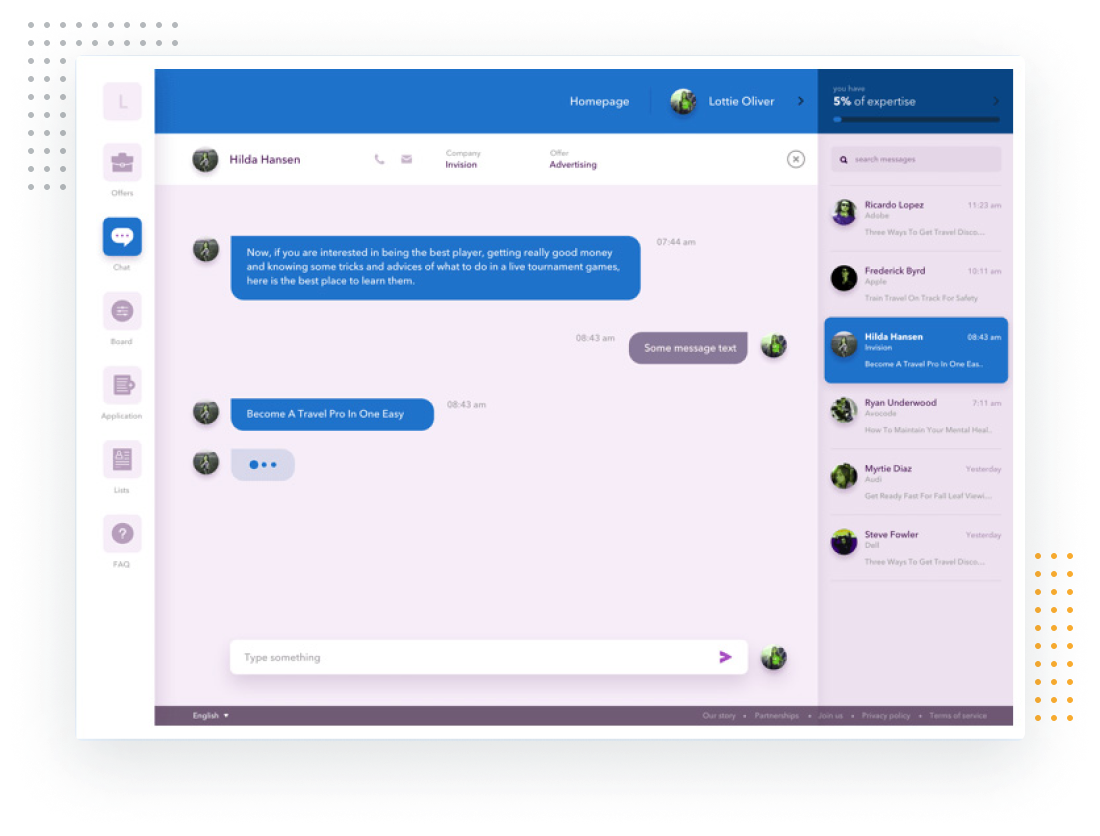 L
Offers
Chat
Board
Application
Lists
?
FAQ
Homepage
Lottie Oliver
you have
5% of expertise
Hilda Hansen
Company
Invision
Offer
Advertising
Now, if you are interested in being the best player, getting really good money
and knowing some tricks and advices of what to do in a live tournament games,
here is the best place to learn them.
07:44 am
08:43 am
Some message text
Become A Travel Pro In One Easy
08:43 am
Type something
search messages
Ricardo Lopez
11:23 am
Adobe
Three Ways To Get Travel Disco....
Frederick Byrd
10:11 am
Apple
Train Travel On Track For Safety
Hilda Hansen
08:43 am
Invision
Become A Travel Pro In One Eas..
Ryan Underwood
7:11 am
Avocode
How To Maintain Your Mental Heal..
Myrtie Diaz
Yesterday
Audi
Get Ready Fast For Fall Leaf Viewi....
Steve Fowler
Yesterday
Dell
Three Ways To Get Travel Disco....
English
Our story • Partnerships • Join us • Privacy policy • Terms of service